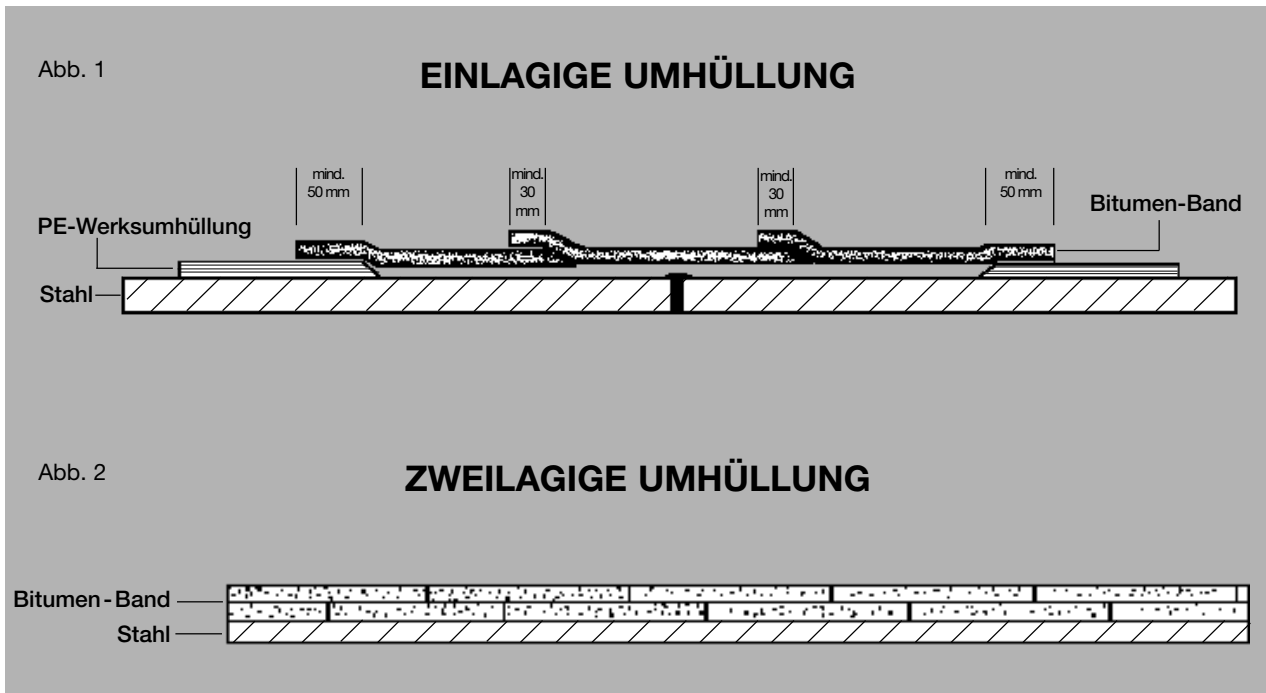 Abb. 1
EINLAGIGE UMHÜLLUNG
mind.
50 mm
mind.
30
mm
mind.
30
mm
mind.
50 mm
Bitumen-Band
PE-Werksumhüllung
Stahl
Abb. 2
ZWEILAGIGE UMHÜLLUNG
Bitumen-Band
Stahl